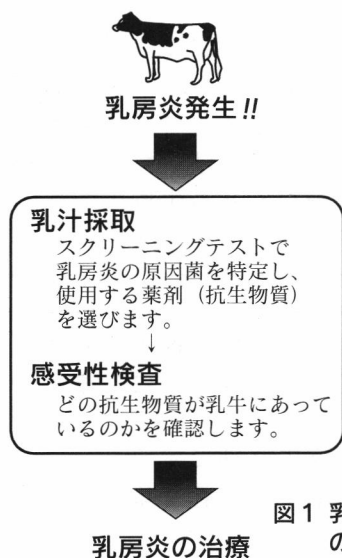 乳房炎発生!!
乳汁採取
スクリーニングテストで
乳房炎の原因菌を特定し、
使用する薬剤（抗生物質）
を選びます。
↓
感受性検査
どの抗生物質が乳牛にあって
いるのかを確認します。
乳房炎の治療
図1 乳
の